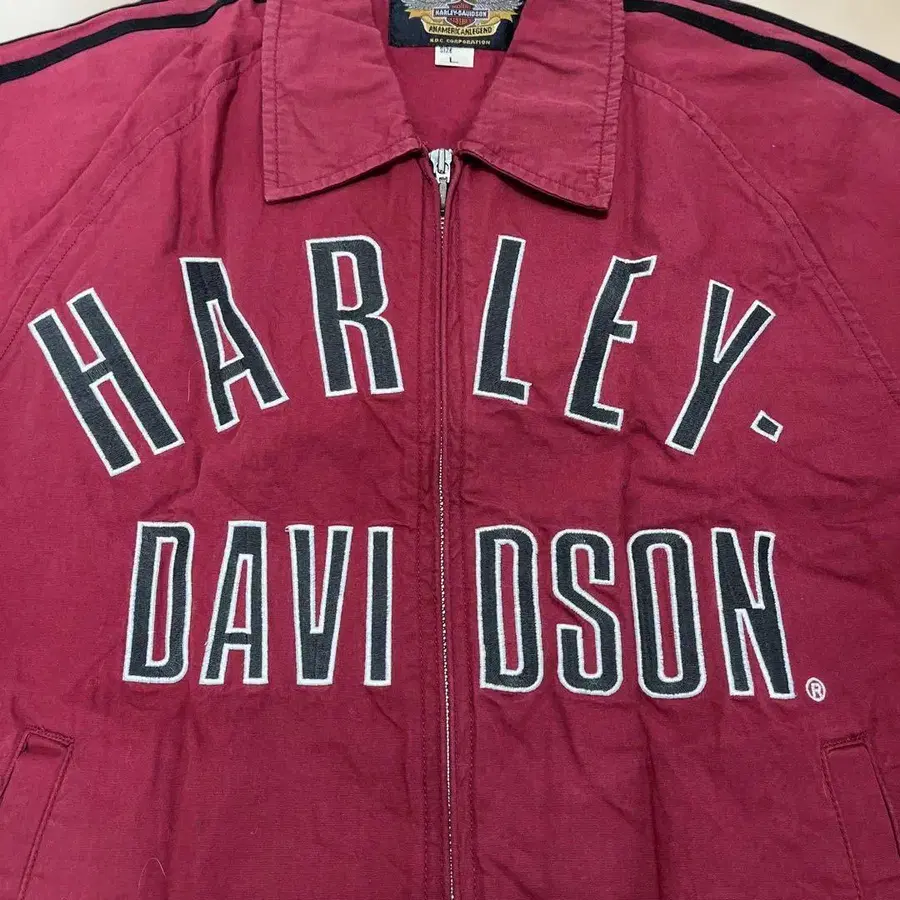 HARLEY-DAVIDSON
AN AMERICAN LEGEND
H.D.C. CORPORATION
SIZE
L
HARLEY-
DAVIDSON®